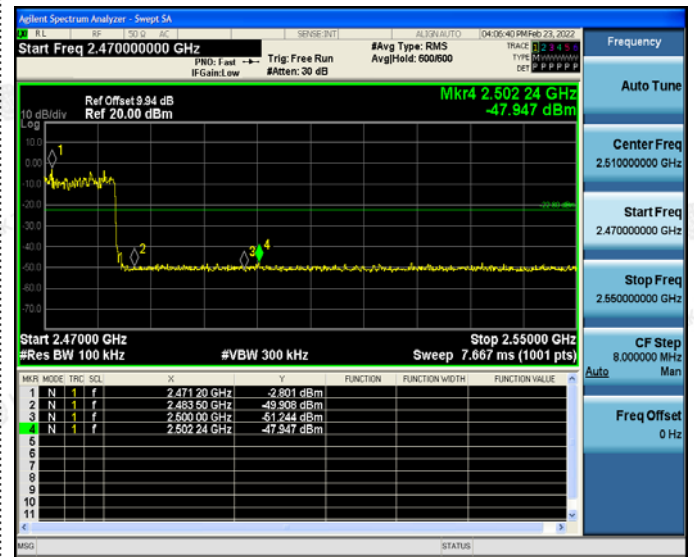 Agilent Spectrum Analyzer - Swept SA
RL RF 50 Ω AC SENSE:INT ALIGN AUTO 04:06:40 PM Feb 23, 2022
Start Freq 2.470000000 GHz
PNO: Fast
IFGain:Low
Trig: Free Run
#Atten: 30 dB
#Avg Type: RMS
Avg|Hold: 600/600
TRACE 1 2 3 4 5 6
TYPE M
DET P P P P P P
Mkr4 2.502 24 GHz
-47.947 dBm
Ref Offset 9.94 dB
10 dB/div Ref 20.00 dBm
Log
10.0
0.00
-10.0
-20.0
-30.0
-40.0
-50.0
-60.0
-70.0
1
2
3
4
-22.80 dBm
Start 2.47000 GHz Stop 2.55000 GHz
#Res BW 100 kHz #VBW 300 kHz Sweep 7.667 ms (1001 pts)
MKR MODE TRC SCL X Y FUNCTION FUNCTION WIDTH FUNCTION VALUE
1 N 1 f 2.471 20 GHz -2.801 dBm
2 N 1 f 2.483 50 GHz -49.908 dBm
3 N 1 f 2.500 00 GHz -51.244 dBm
4 N 1 f 2.502 24 GHz -47.947 dBm
5
6
7
8
9
10
11
MSG STATUS
Frequency
Auto Tune
Center Freq
2.510000000 GHz
Start Freq
2.470000000 GHz
Stop Freq
2.550000000 GHz
CF Step
8.000000 MHz
Auto Man
Freq Offset
0 Hz